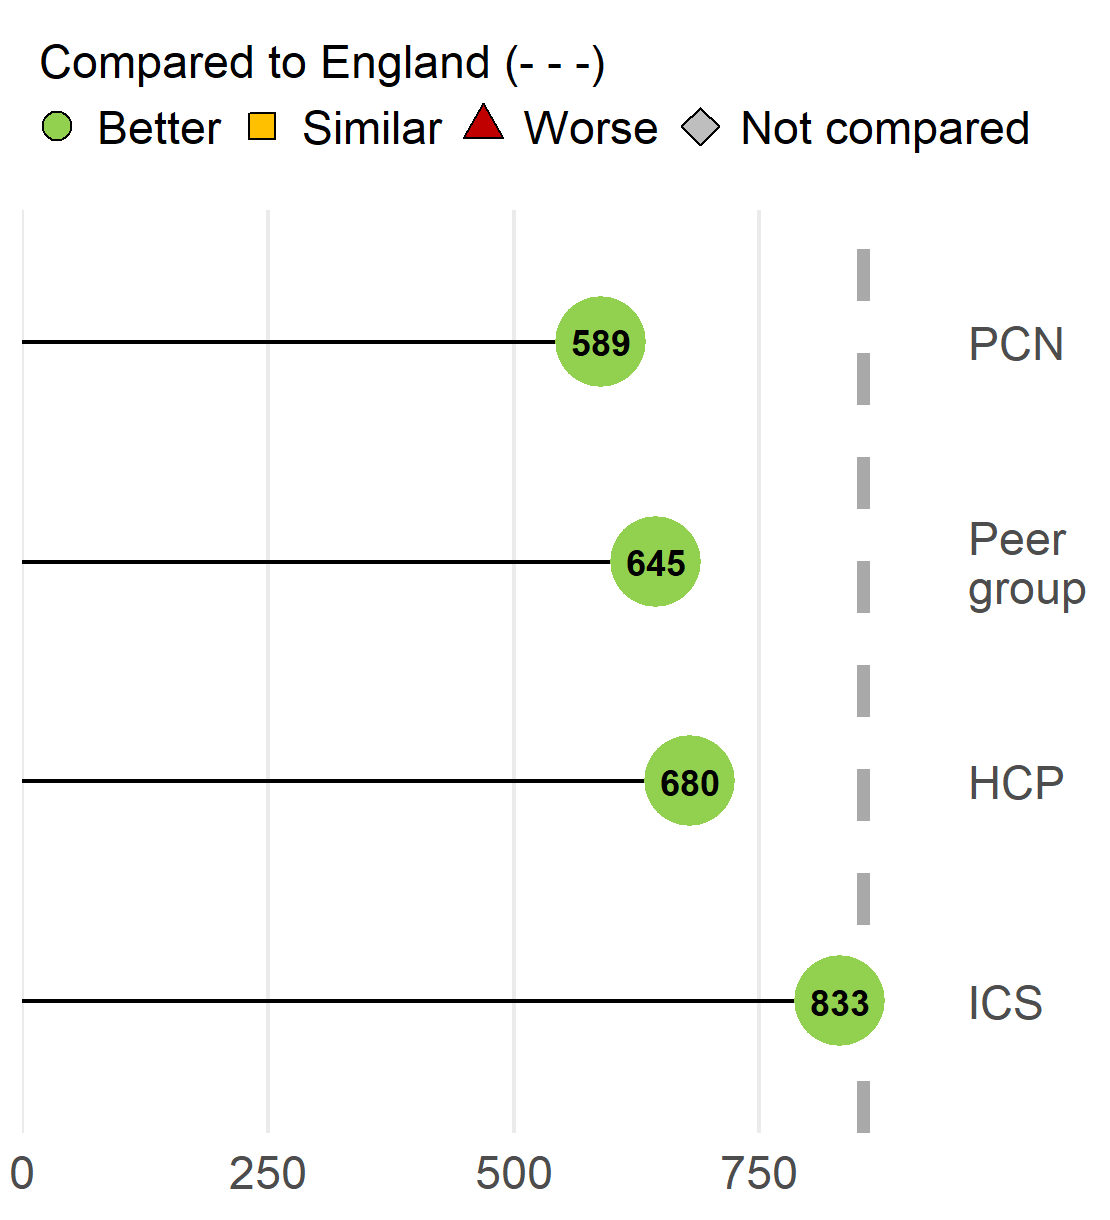 Compared to England (- - -)
Better Similar Worse Not compared
589 PCN
645 Peer
group
680 HCP
833 ICS
0 250 500 750